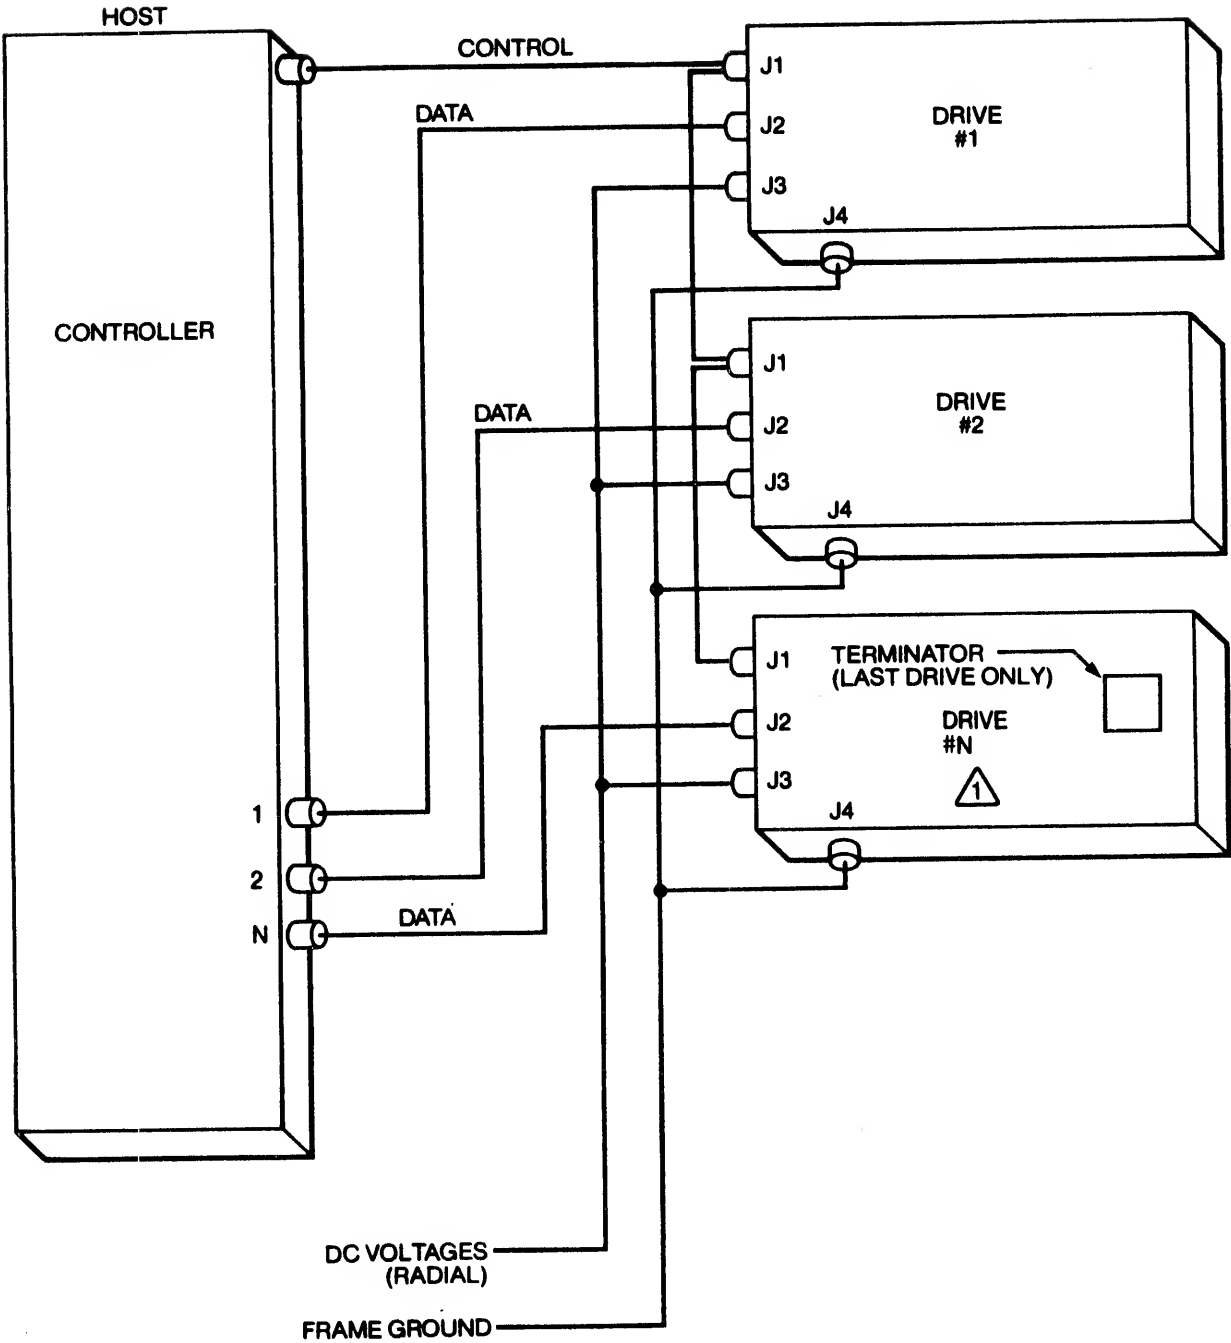 HOST
CONTROL
J1
DATA
J2
DRIVE
#1
J3
J4
CONTROLLER
J1
DATA
J2
DRIVE
#2
J3
J4
J1
TERMINATOR
(LAST DRIVE ONLY)
J2
DRIVE
#N
J3
1
J4
1
2
N
DATA
DC VOLTAGES
(RADIAL)
FRAME GROUND